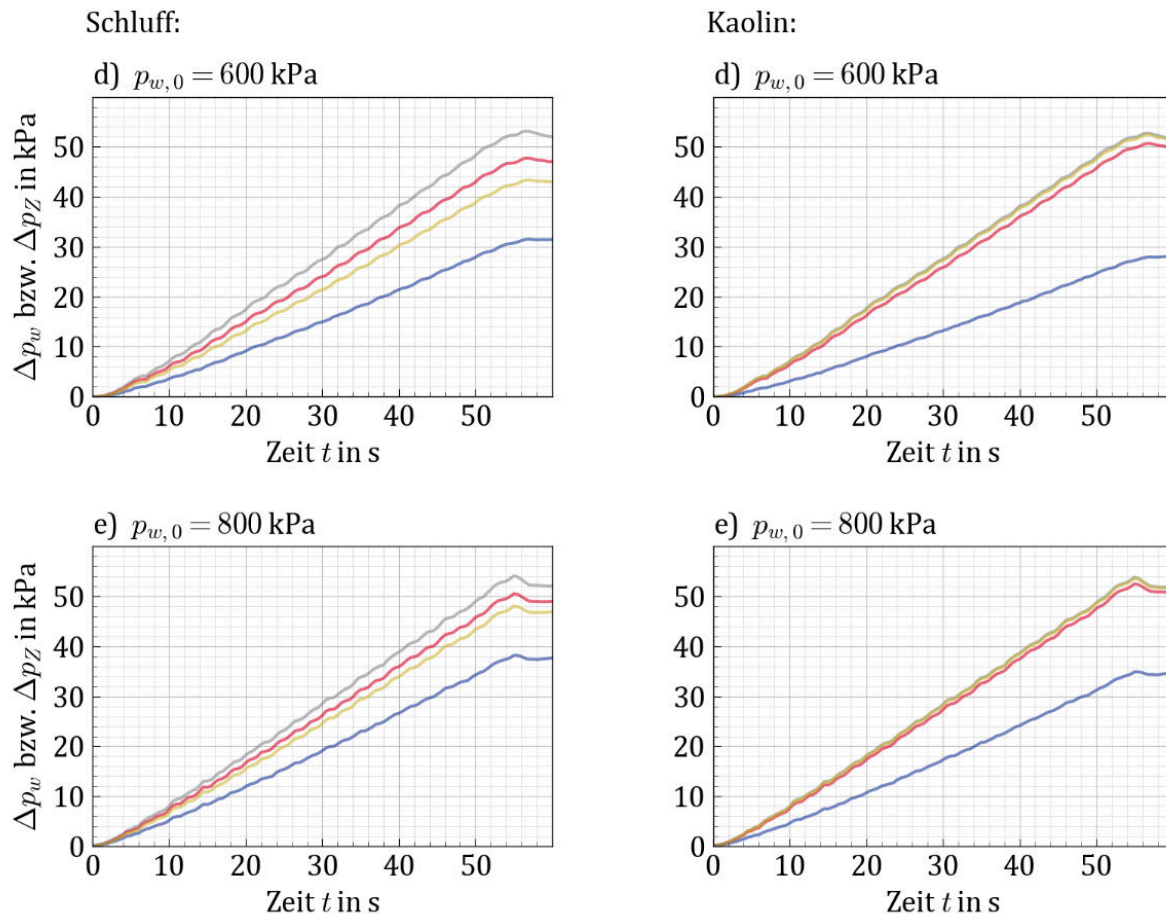 Schluff:
d) p_{w,0} = 600 kPa
Δp_w bzw. Δp_Z in kPa
50
40
30
20
10
0
0 10 20 30 40 50
Zeit t in s
e) p_{w,0} = 800 kPa
Δp_w bzw. Δp_Z in kPa
50
40
30
20
10
0
0 10 20 30 40 50
Zeit t in s
Kaolin:
d) p_{w,0} = 600 kPa
50
40
30
20
10
0
0 10 20 30 40 50
Zeit t in s
e) p_{w,0} = 800 kPa
50
40
30
20
10
0
0 10 20 30 40 50
Zeit t in s